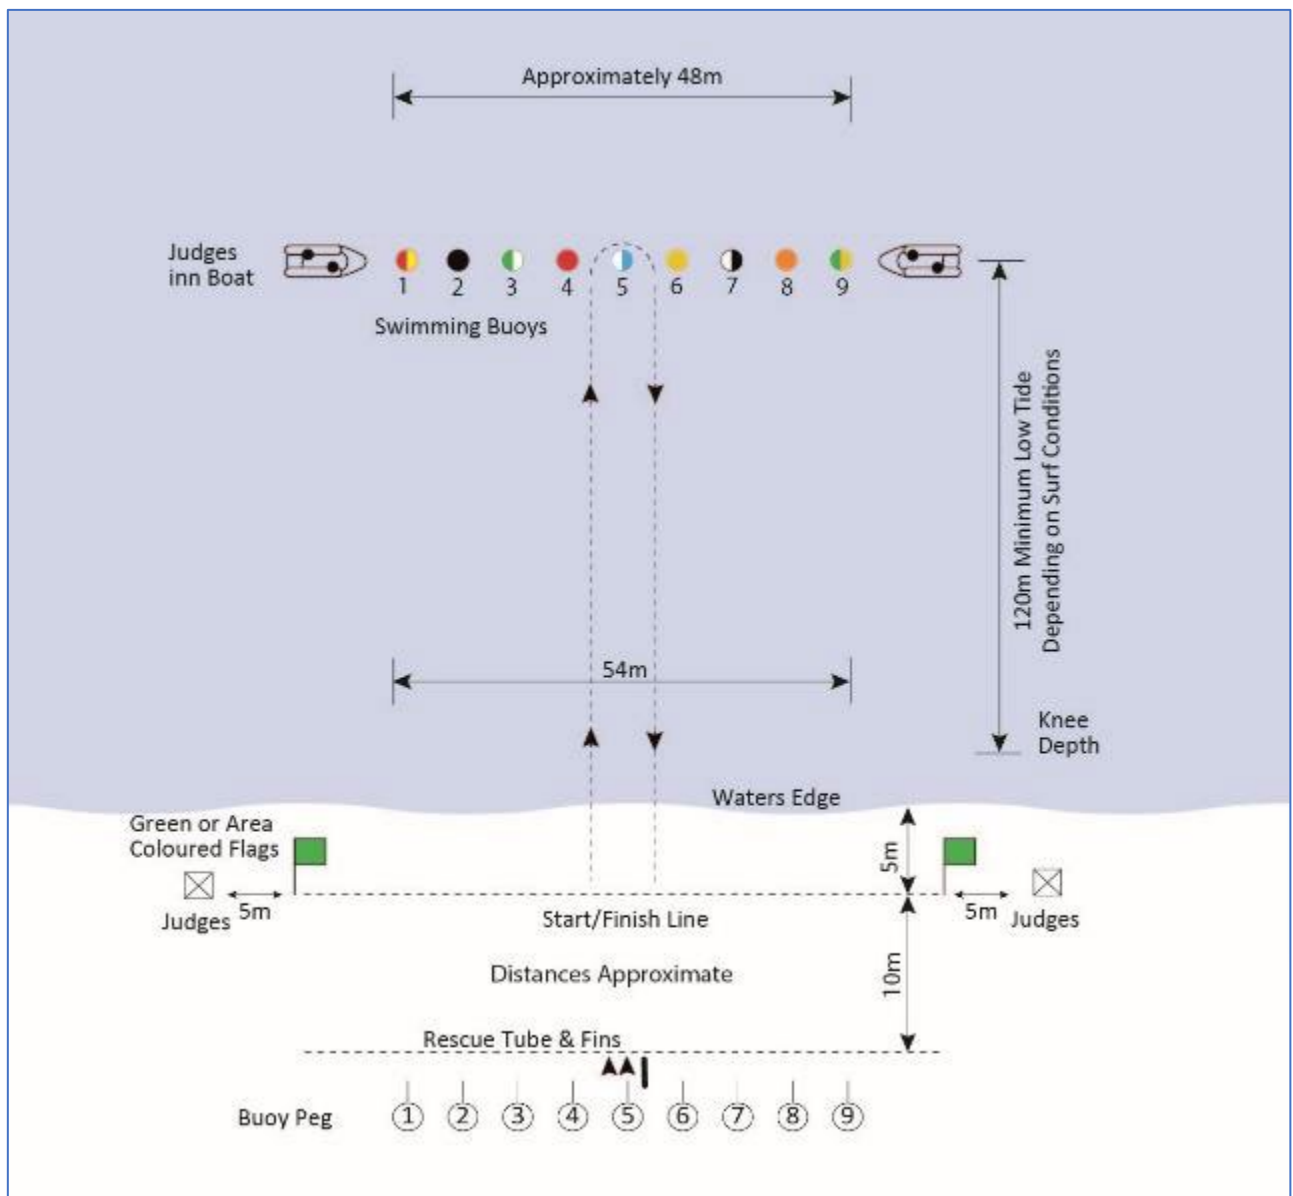 Approximately 48m
Judges
inn Boat
1 2 3 4 5 6 7 8 9
Swimming Buoys
120m Minimum Low Tide
Depending on Surf Conditions
54m
Knee
Depth
Waters Edge
Green or Area
Coloured Flags
5m
Judges 5m
Start/Finish Line
5m Judges
Distances Approximate
10m
Rescue Tube & Fins
Buoy Peg 1 2 3 4 5 6 7 8 9